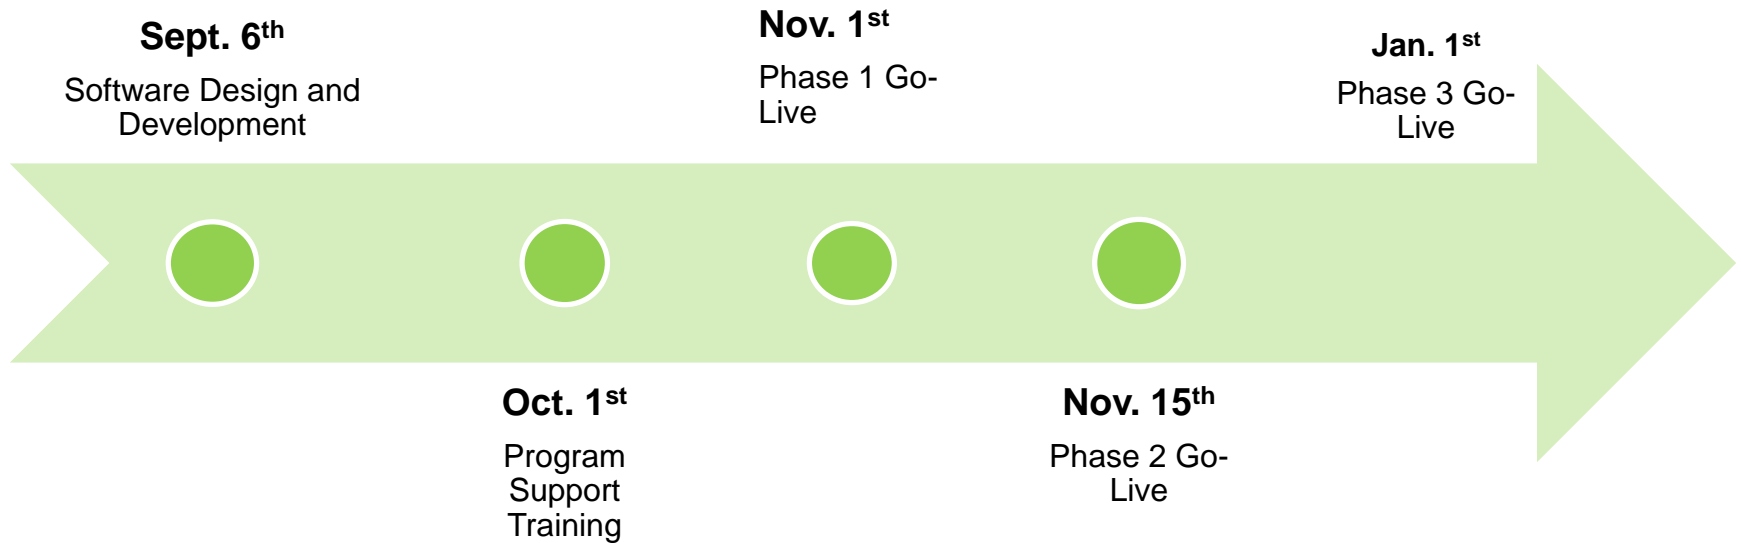 Sept. 6th
Software Design and
Development
Oct. 1st
Program
Support
Training
Nov. 1st
Phase 1 Go-
Live
Nov. 15th
Phase 2 Go-
Live
Jan. 1st
Phase 3 Go-
Live